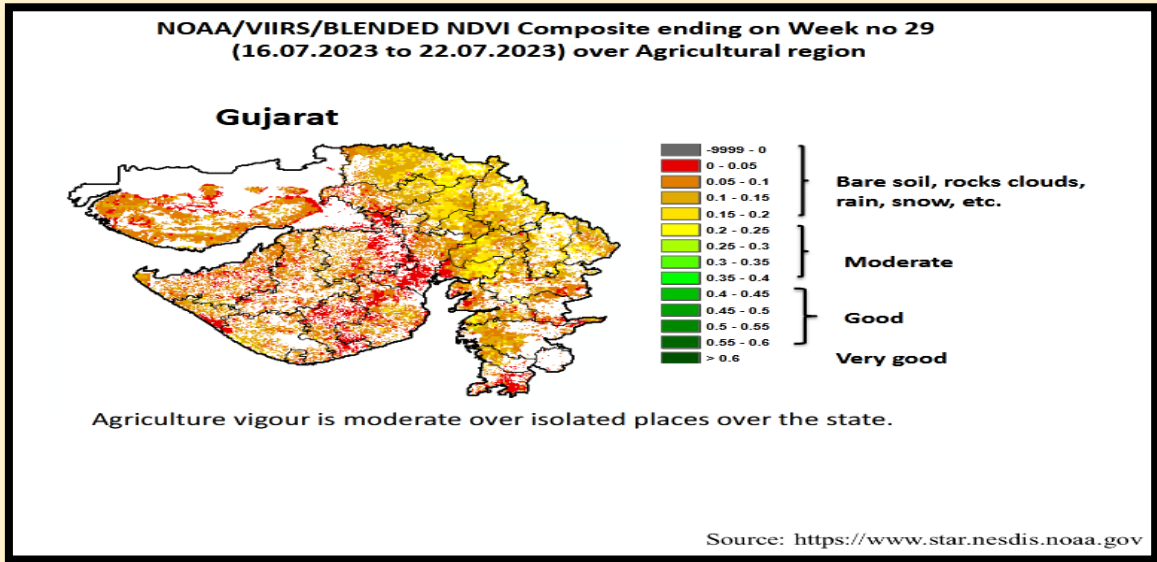 NOAA/VIIRS/BLENDED NDVI Composite ending on Week no 29
(16.07.2023 to 22.07.2023) over Agricultural region
Gujarat
-9999 - 0
0 - 0.05
0.05 - 0.1
0.1 - 0.15
0.15 - 0.2
0.2 - 0.25
0.25 - 0.3
0.3 - 0.35
0.35 - 0.4
0.4 - 0.45
0.45 - 0.5
0.5 - 0.55
0.55 - 0.6
> 0.6
Bare soil, rocks clouds,
rain, snow, etc.
Moderate
Good
Very good
Agriculture vigour is moderate over isolated places over the state.
Source: https://www.star.nesdis.noaa.gov